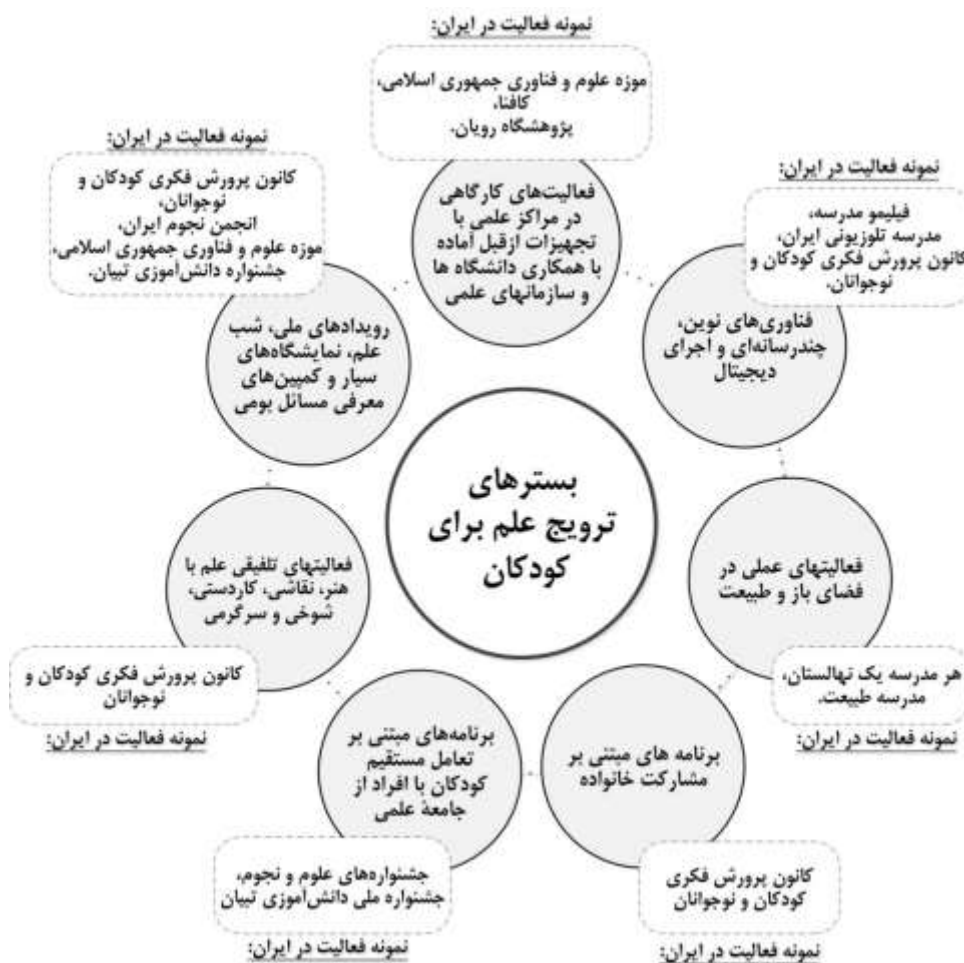 نمونه فعالیت در ایران:
موزه علوم و فناوری جمهوری اسلامی،
کافنا،
پژوهشگاه رویان.
فعالیت‌های کارگاهی
در مراکز علمی با
تجهیزات ازقبل آماده
با همکاری دانشگاه ها
و سازمانهای علمی
نمونه فعالیت در ایران:
فیلیمو مدرسه،
مدرسه تلوزیونی ایران،
کانون پرورش فکری کودکان و
نوجوانان.
فناوری‌های نوین،
چندرسانه‌ای و اجرای
دیجیتال
نمونه فعالیت در ایران:
کانون پرورش فکری کودکان و
نوجوانان،
انجمن نجوم ایران،
موزه علوم و فناوری جمهوری اسلامی،
جشنواره دانش‌آموزی تبیان.
رویدادهای ملی، شب
علم، نمایشگاه‌های
سیار و کمپین‌های
معرفی مسائل بومی
بسترهای
ترویج علم برای
کودکان
فعالیتهای عملی در
فضای باز و طبیعت
هر مدرسه یک نهالستان،
مدرسه طبیعت.
نمونه فعالیت در ایران:
فعالیتهای تلفیقی علم با
هنر، نقاشی، کاردستی،
شوخی و سرگرمی
کانون پرورش فکری کودکان و
نوجوانان
نمونه فعالیت در ایران:
برنامه های مبتنی بر
مشارکت خانواده
کانون پرورش فکری
کودکان و نوجوانان
نمونه فعالیت در ایران:
برنامه‌های مبتنی بر
تعامل مستقیم
کودکان با افراد از
جامعهٔ علمی
جشنواره‌های علوم و نجوم،
جشنواره ملی دانش‌آموزی تبیان
نمونه فعالیت در ایران: